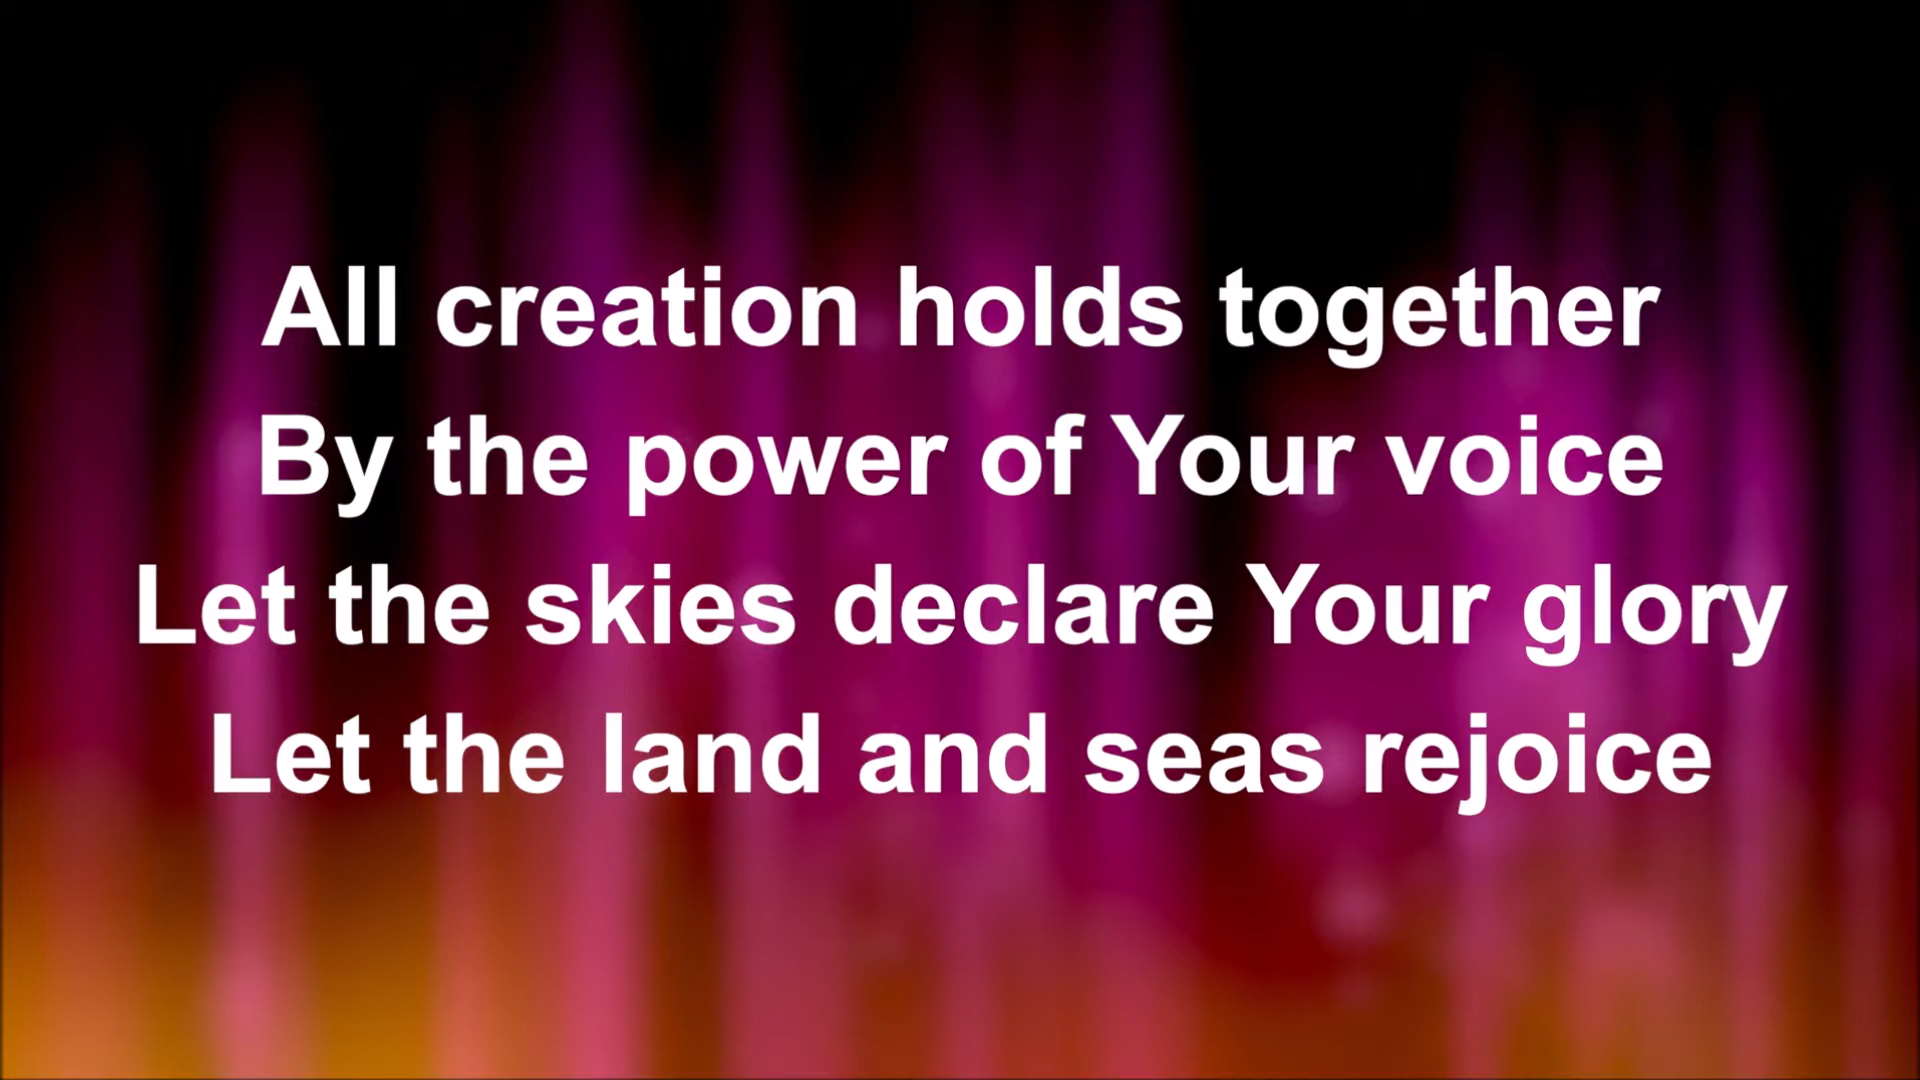 All creation holds together
By the power of Your voice
Let the skies declare Your glory
Let the land and seas rejoice